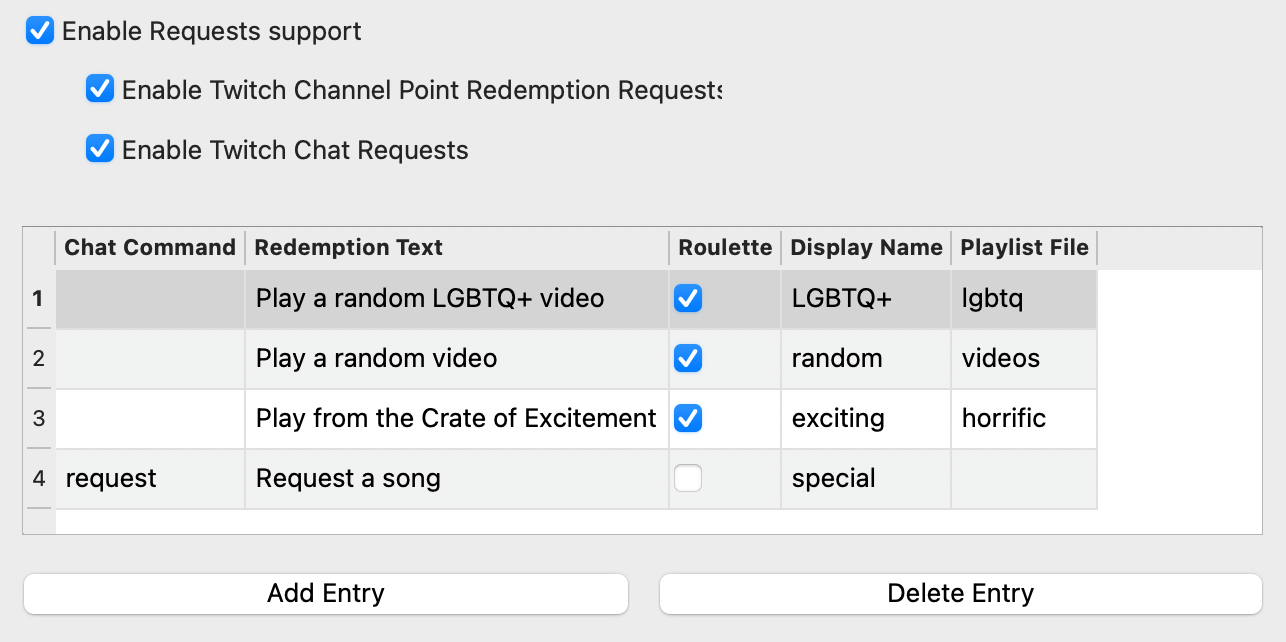 Enable Requests support
Enable Twitch Channel Point Redemption Requests
Enable Twitch Chat Requests
Chat Command Redemption Text Roulette Display Name Playlist File
1 Play a random LGBTQ+ video LGBTQ+ lgbtq
2 Play a random video random videos
3 Play from the Crate of Excitement exciting horrific
4 request Request a song special
Add Entry Delete Entry